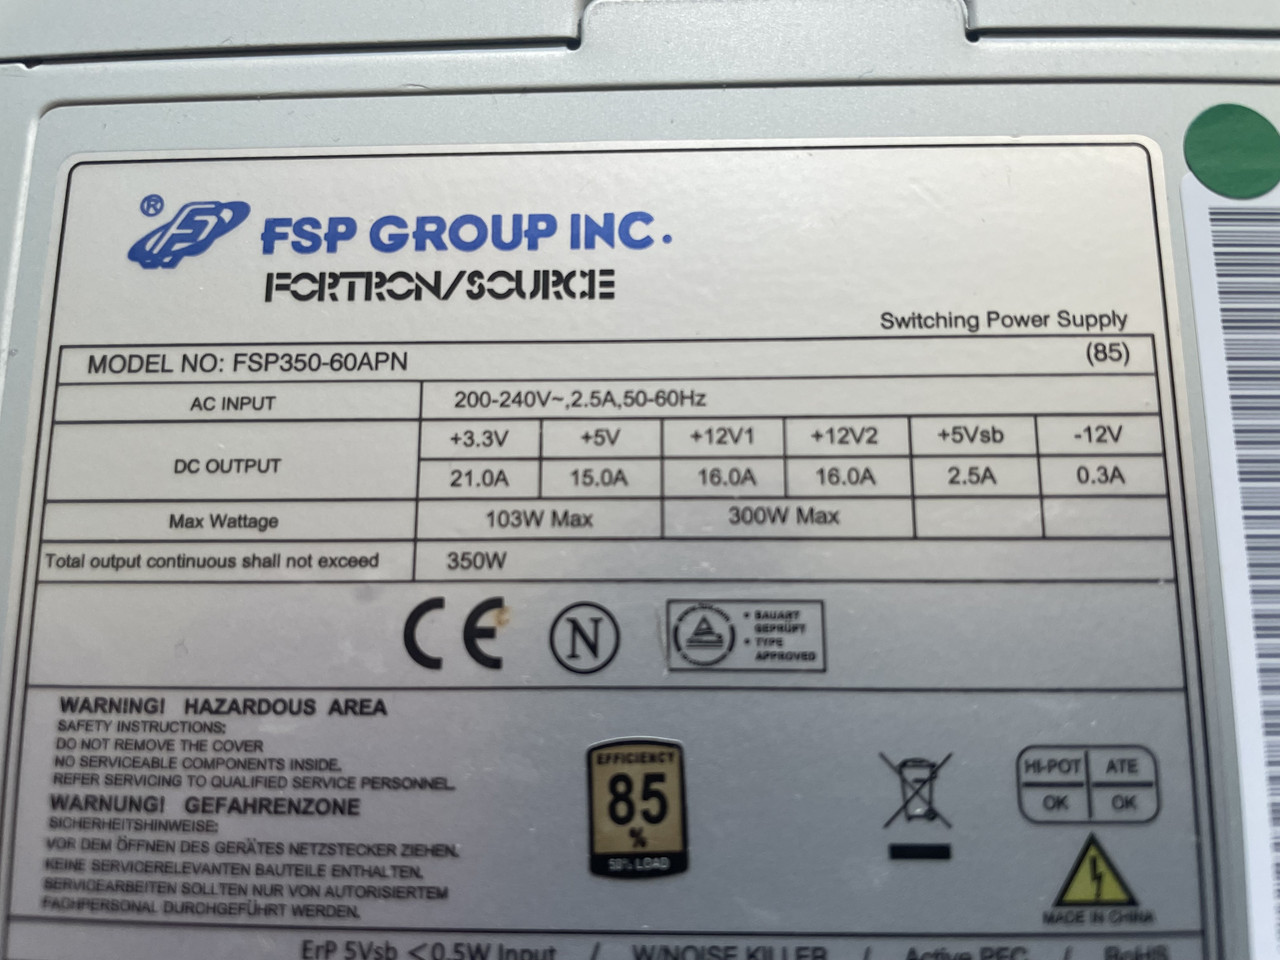 ® FSP GROUP INC.
FORTRON/SOURCE
Switching Power Supply
MODEL NO: FSP350-60APN (85)
AC INPUT 200-240V~,2.5A,50-60Hz
DC OUTPUT +3.3V +5V +12V1 +12V2 +5Vsb -12V
21.0A 15.0A 16.0A 16.0A 2.5A 0.3A
Max Wattage 103W Max 300W Max
Total output continuous shall not exceed 350W
CE N
• BAUART
GEPRÜFT
• TYPE
APPROVED
WARNING! HAZARDOUS AREA
SAFETY INSTRUCTIONS:
DO NOT REMOVE THE COVER
NO SERVICEABLE COMPONENTS INSIDE.
REFER SERVICING TO QUALIFIED SERVICE PERSONNEL.
WARNUNG! GEFAHRENZONE
SICHERHEITSHINWEISE:
VOR DEM ÖFFNEN DES GERÄTES NETZSTECKER ZIEHEN.
KEINE SERVICERELEVANTEN BAUTEILE ENTHALTEN,
SERVICEARBEITEN SOLLTEN NUR VON AUTORISIERTEM
FACHPERSONAL DURCHGEFÜHRT WERDEN.
EFFICIENCY
85
%
50% LOAD
HI-POT ATE
OK OK
MADE IN CHINA
ErP 5Vsb <0.5W Input / W/NOISE KILLER / Active PFC / RoHS